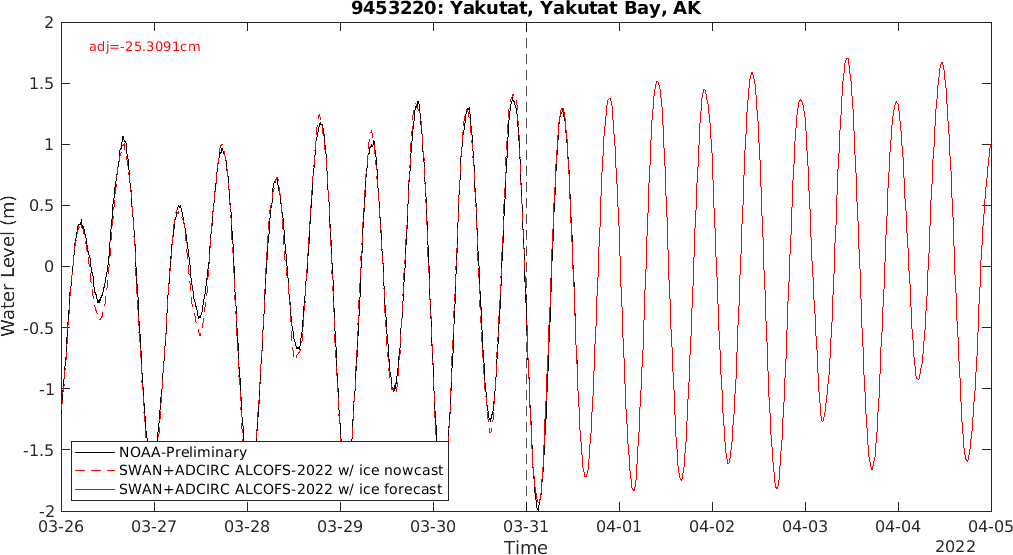 9453220: Yakutat, Yakutat Bay, AK
adj=-25.3091cm
Water Level (m)
2
1.5
1
0.5
0
-0.5
-1
-1.5
-2
NOAA-Preliminary
SWAN+ADCIRC ALCOFS-2022 w/ ice nowcast
SWAN+ADCIRC ALCOFS-2022 w/ ice forecast
03-26 03-27 03-28 03-29 03-30 03-31 04-01 04-02 04-03 04-04 04-05
Time
2022